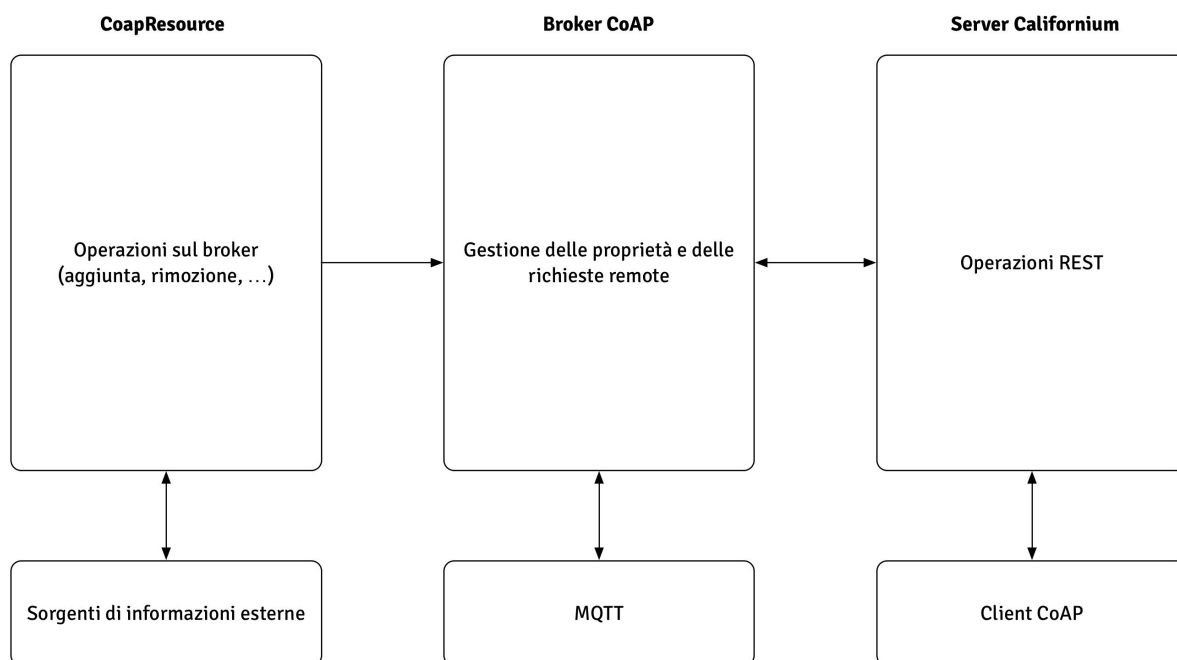 CoapResource
Broker CoAP
Server Californium
Operazioni sul broker
(aggiunta, rimozione, …)
Gestione delle proprietà e delle
richieste remote
Operazioni REST
Sorgenti di informazioni esterne
MQTT
Client CoAP